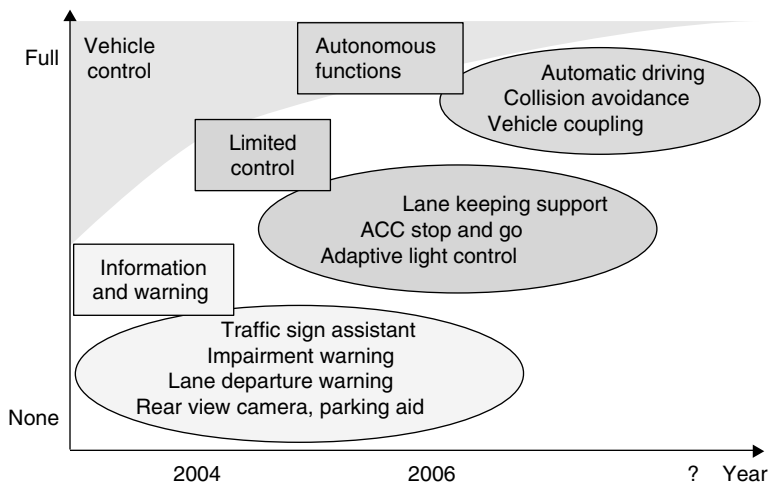 Full
Vehicle
control
Autonomous
functions
Automatic driving
Collision avoidance
Vehicle coupling
Limited
control
Lane keeping support
ACC stop and go
Adaptive light control
Information
and warning
Traffic sign assistant
Impairment warning
Lane departure warning
Rear view camera, parking aid
None
2004
2006
?
Year